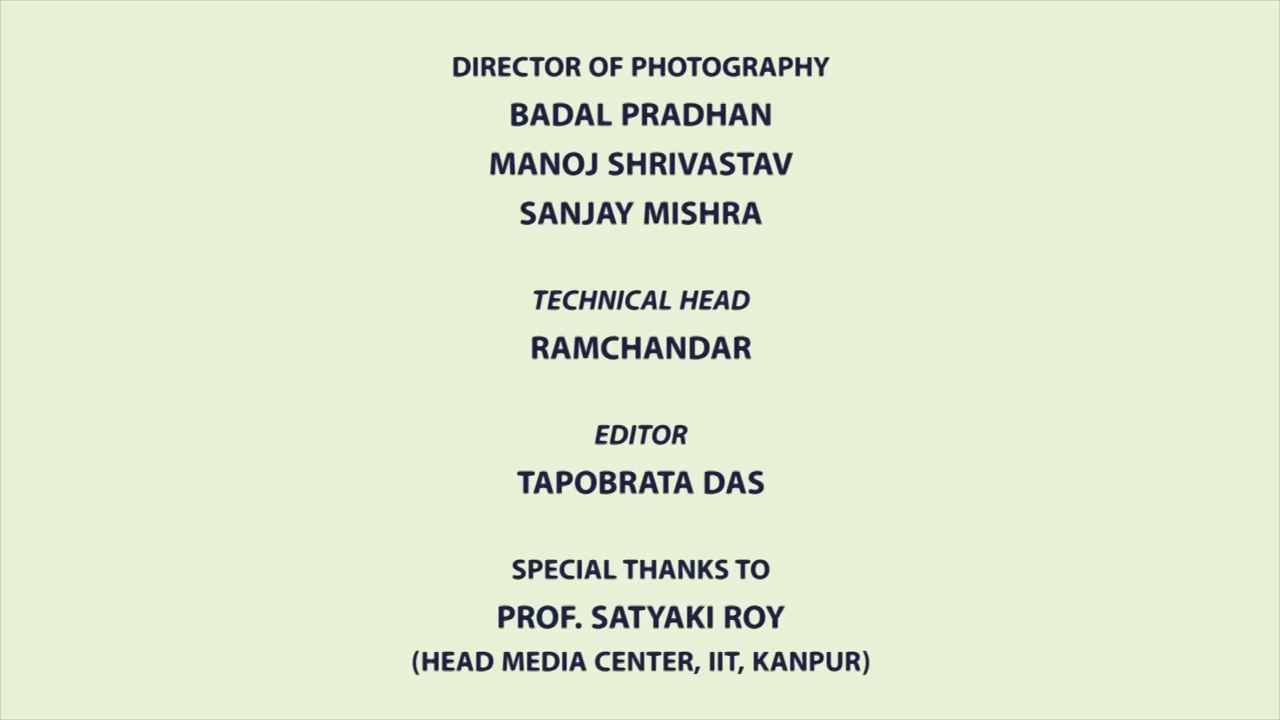 DIRECTOR OF PHOTOGRAPHY
BADAL PRADHAN
MANOJ SHRIVASTAV
SANJAY MISHRA
TECHNICAL HEAD
RAMCHANDAR
EDITOR
TAPOBRATA DAS
SPECIAL THANKS TO
PROF. SATYAKI ROY
(HEAD MEDIA CENTER, IIT, KANPUR)